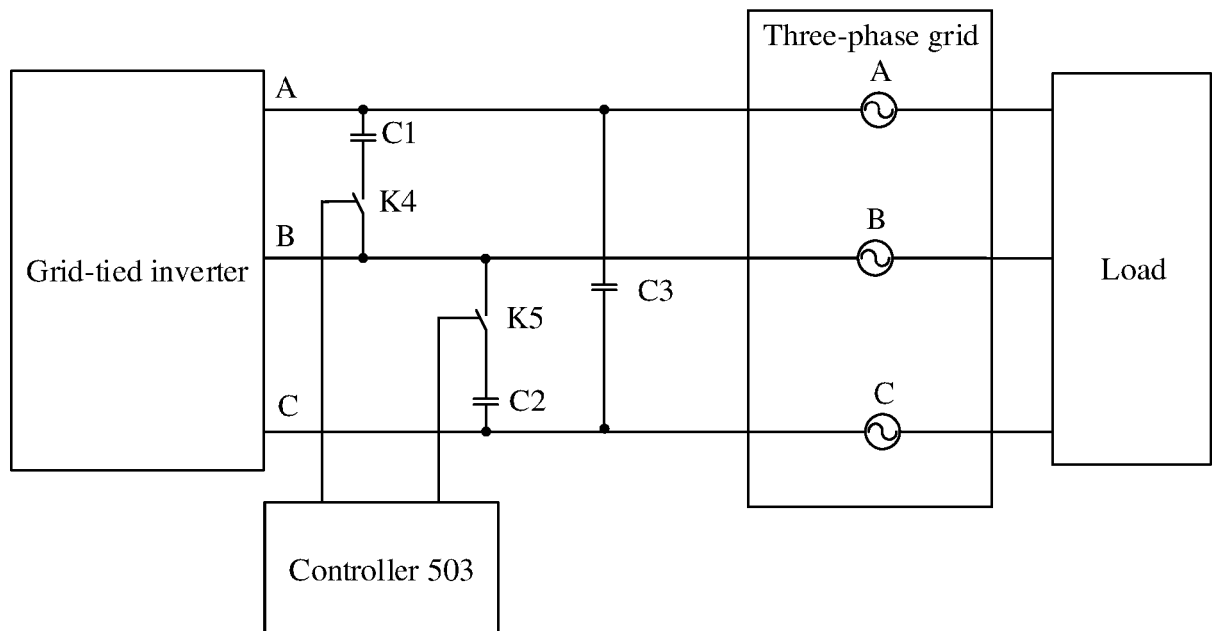 Three-phase grid
A
A
C1
K4
B
B
Grid-tied inverter
Load
C3
K5
C
C2
C
Controller 503